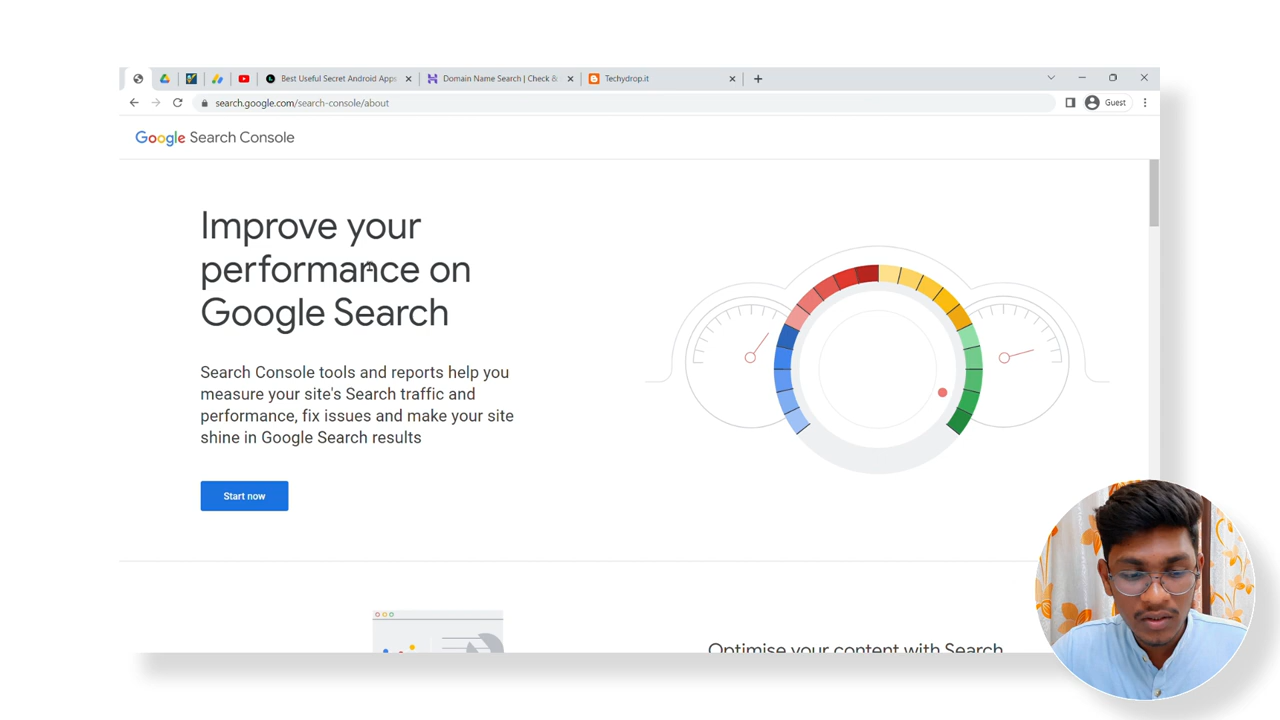 Best Useful Secret Android Apps
Domain Name Search | Check &
Techydrop.it
search.google.com/search-console/about
Guest
Google Search Console
Improve your
performance on
Google Search
Search Console tools and reports help you
measure your site's Search traffic and
performance, fix issues and make your site
shine in Google Search results
Start now
Optimise your content with Search